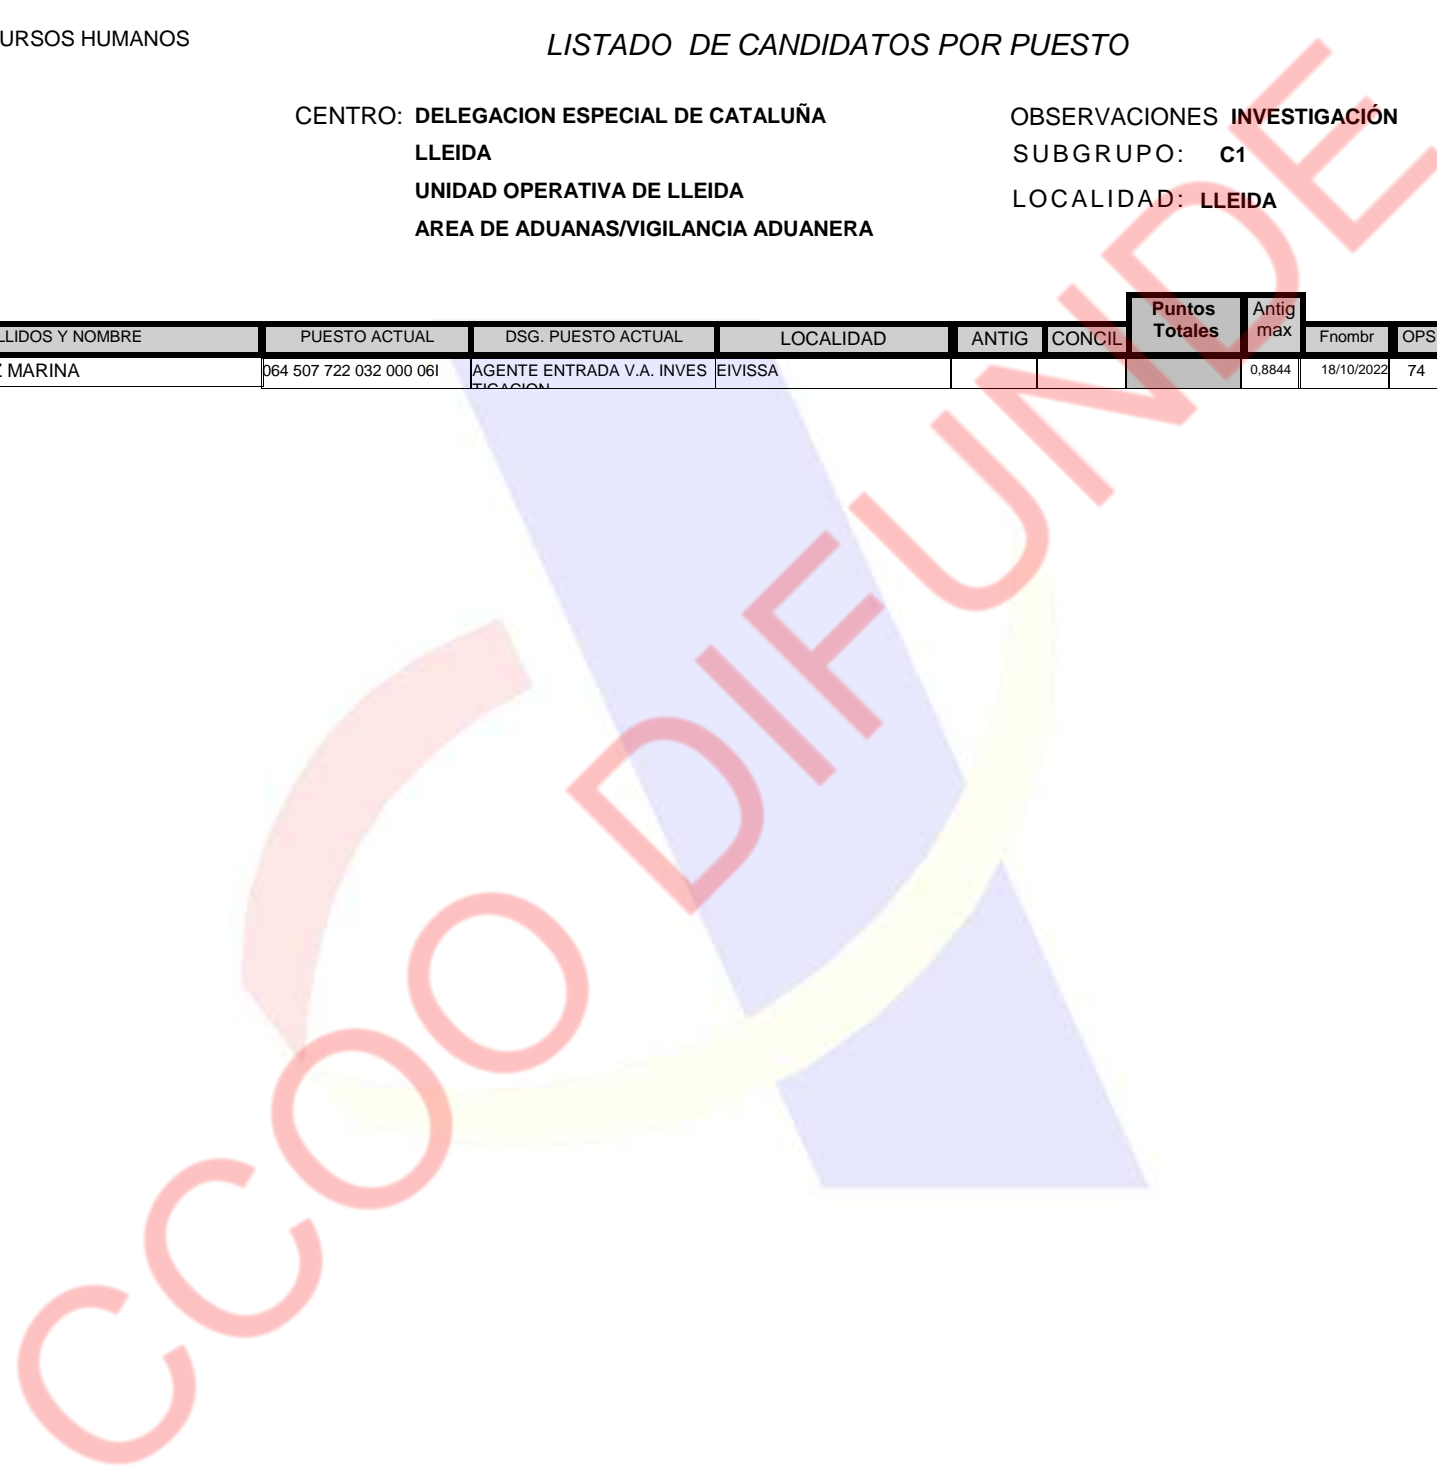 URSOS HUMANOS
LISTADO DE CANDIDATOS POR PUESTO
CENTRO: DELEGACION ESPECIAL DE CATALUÑA
OBSERVACIONES INVESTIGACIÓN
LLEIDA
SUBGRUPO: C1
UNIDAD OPERATIVA DE LLEIDA
LOCALIDAD: LLEIDA
AREA DE ADUANAS/VIGILANCIA ADUANERA
LLIDOS Y NOMBRE PUESTO ACTUAL DSG. PUESTO ACTUAL LOCALIDAD ANTIG CONCIL Puntos Totales Antig max Fnombr OPS
Z MARINA 064 507 722 032 000 06I AGENTE ENTRADA V.A. INVES EIVISSA 0,8844 18/10/2022 74
TIGACION
CCOO DIFUNDE